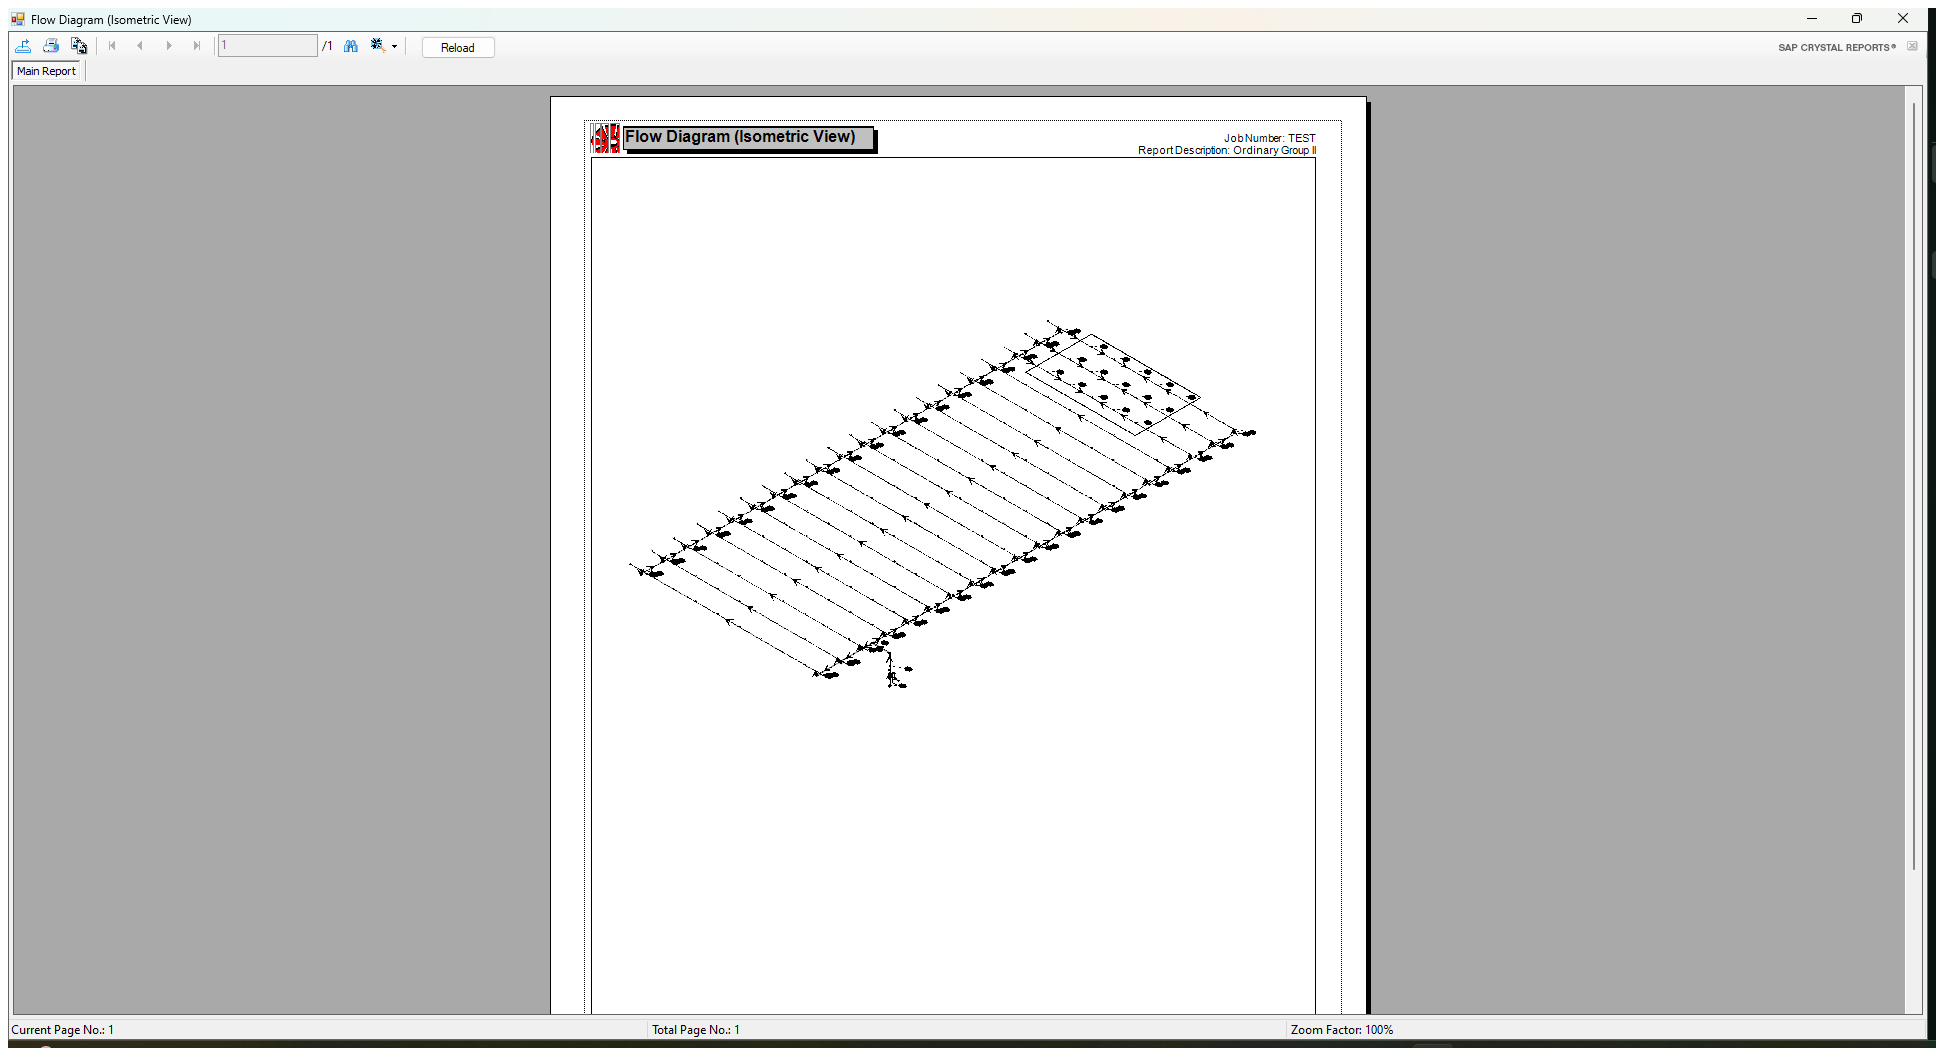 Flow Diagram (Isometric View)
1
/1
Reload
SAP CRYSTAL REPORTS®
Main Report
Flow Diagram (Isometric View)
Job Number: TEST
Report Description: Ordinary Group II
Current Page No.: 1
Total Page No.: 1
Zoom Factor: 100%